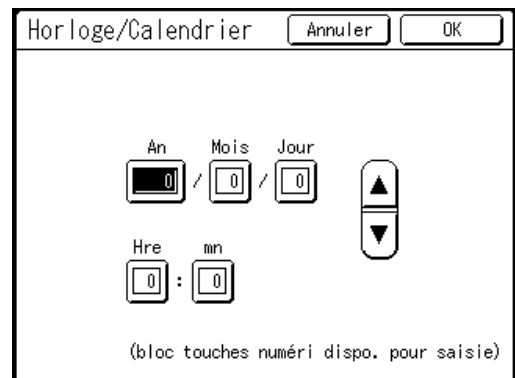 Horloge/Calendrier Annuler OK
An Mois Jour
0 / 0 / 0
Hre mn
0 : 0
(bloc touches numéri dispo. pour saisie)